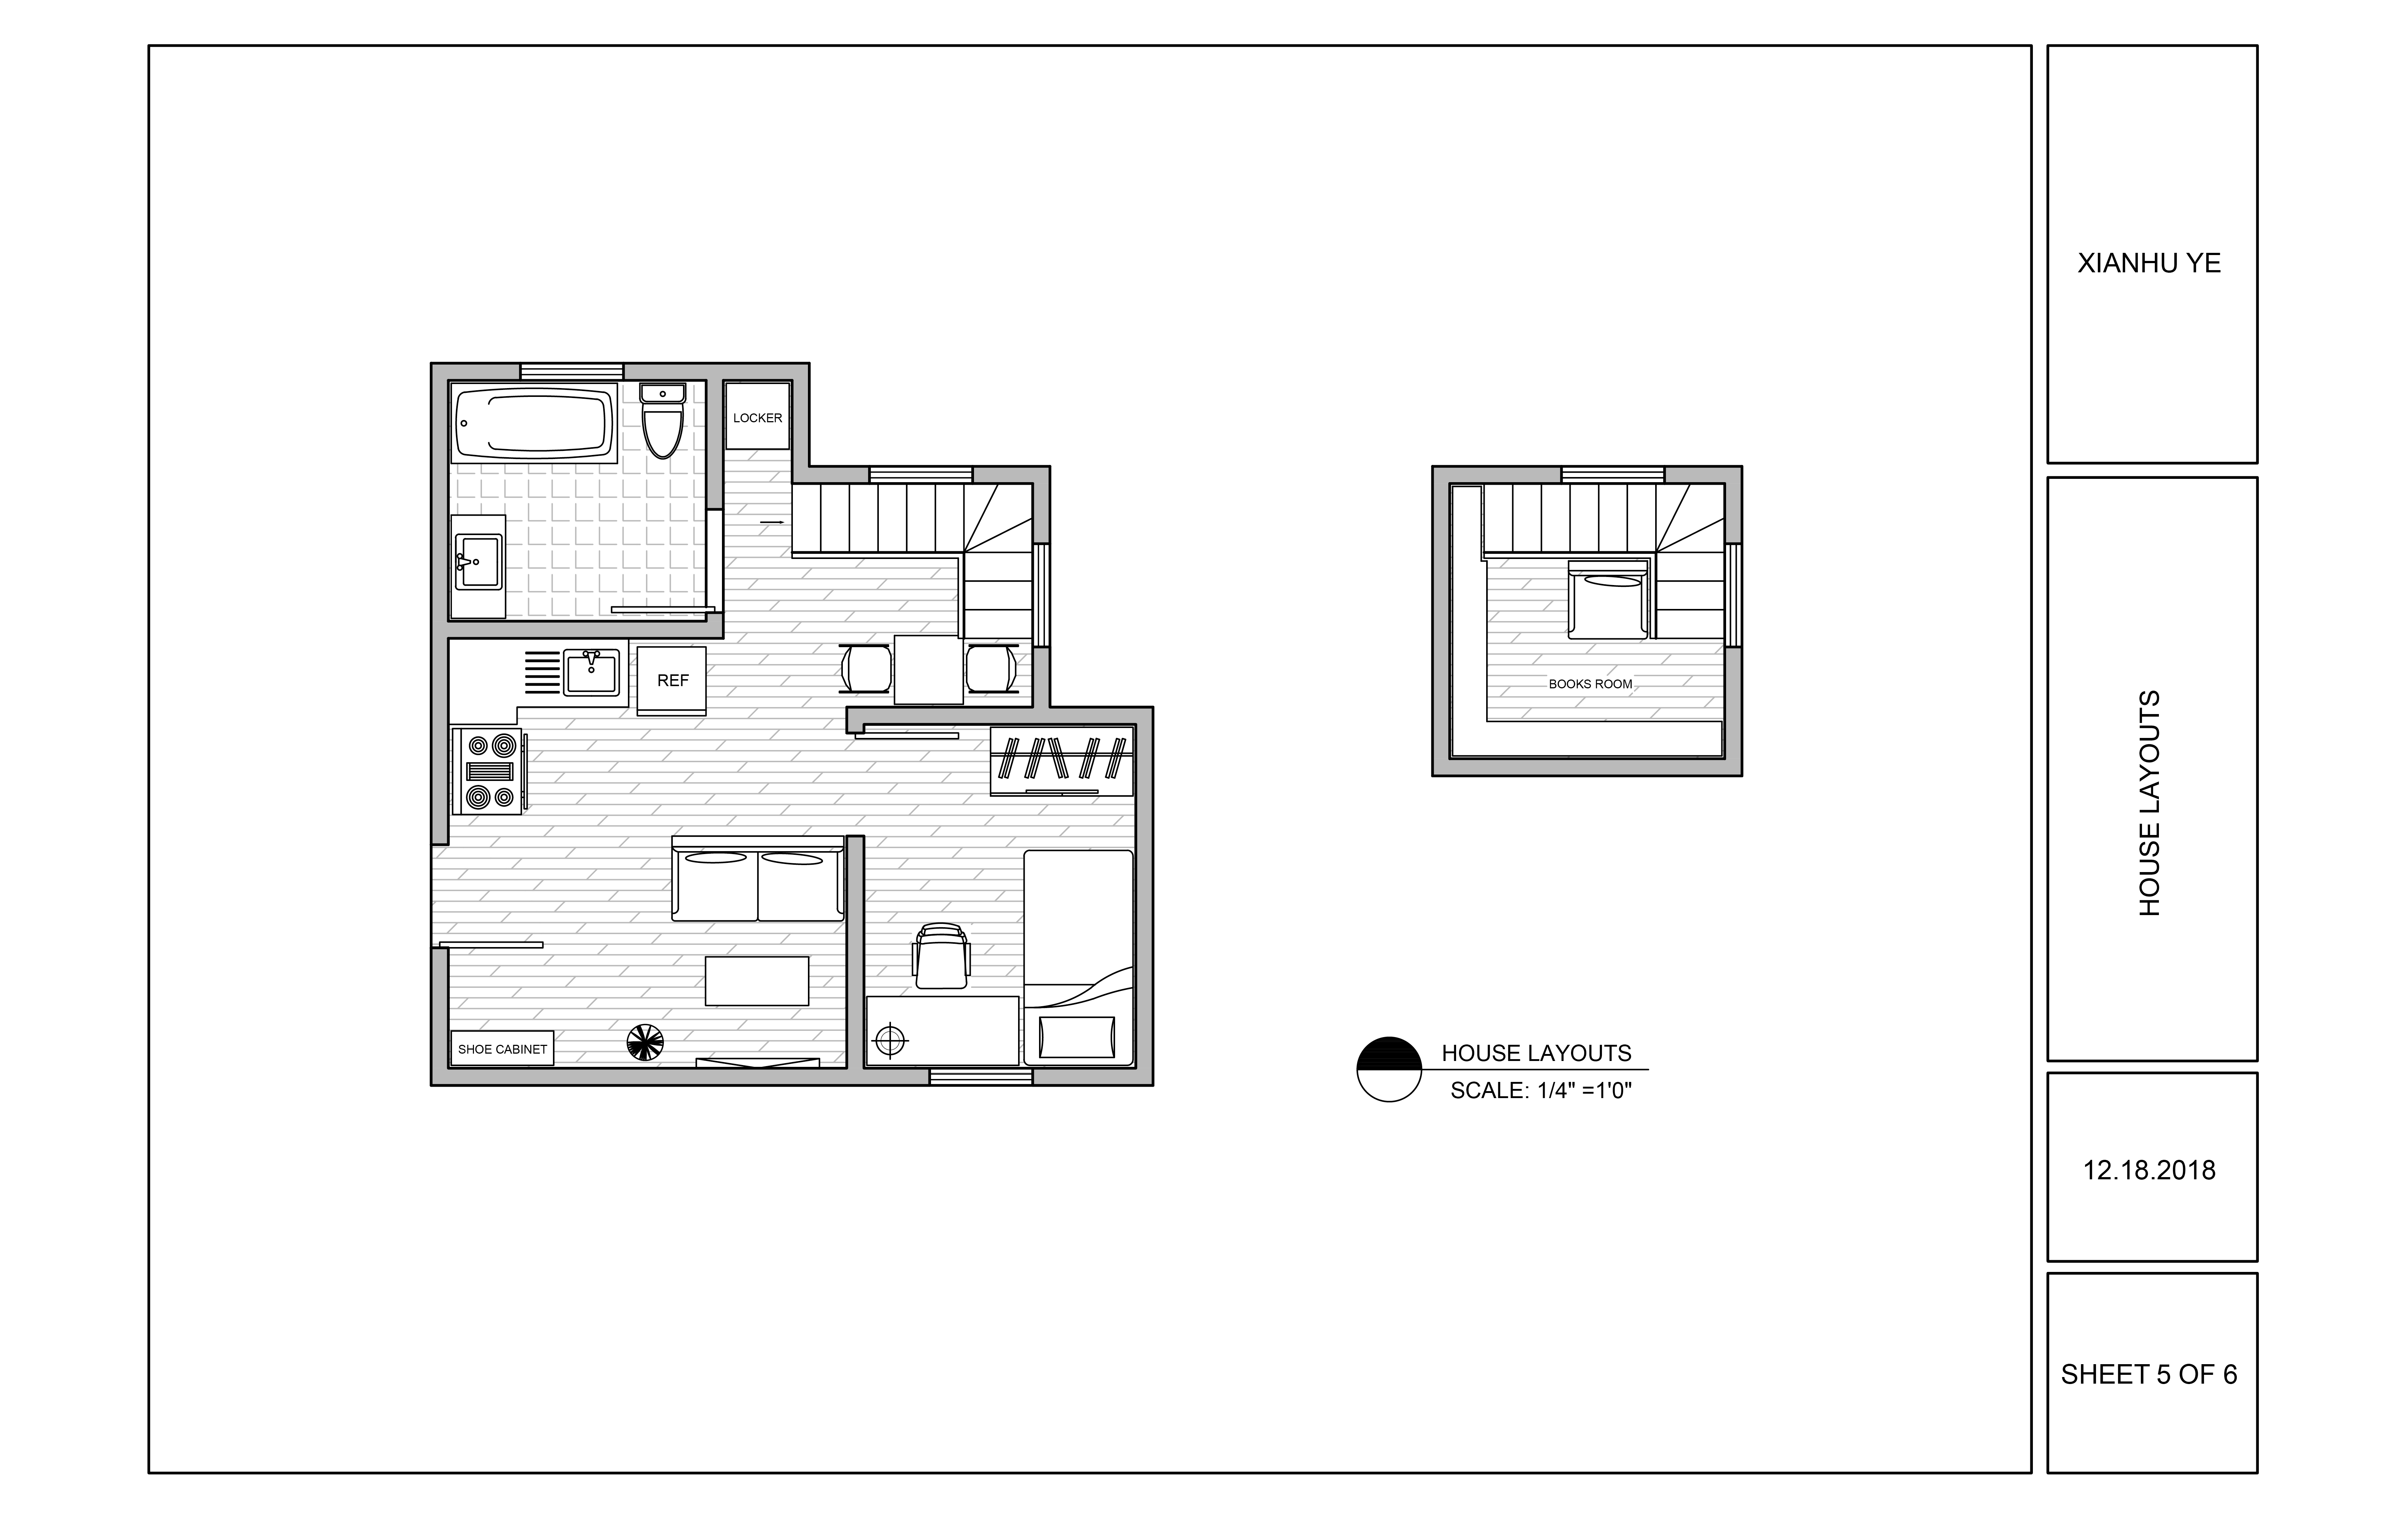 LOCKER
REF
SHOE CABINET
BOOKS ROOM
HOUSE LAYOUTS
SCALE: 1/4" =1'0"
XIANHU YE
HOUSE LAYOUTS
12.18.2018
SHEET 5 OF 6